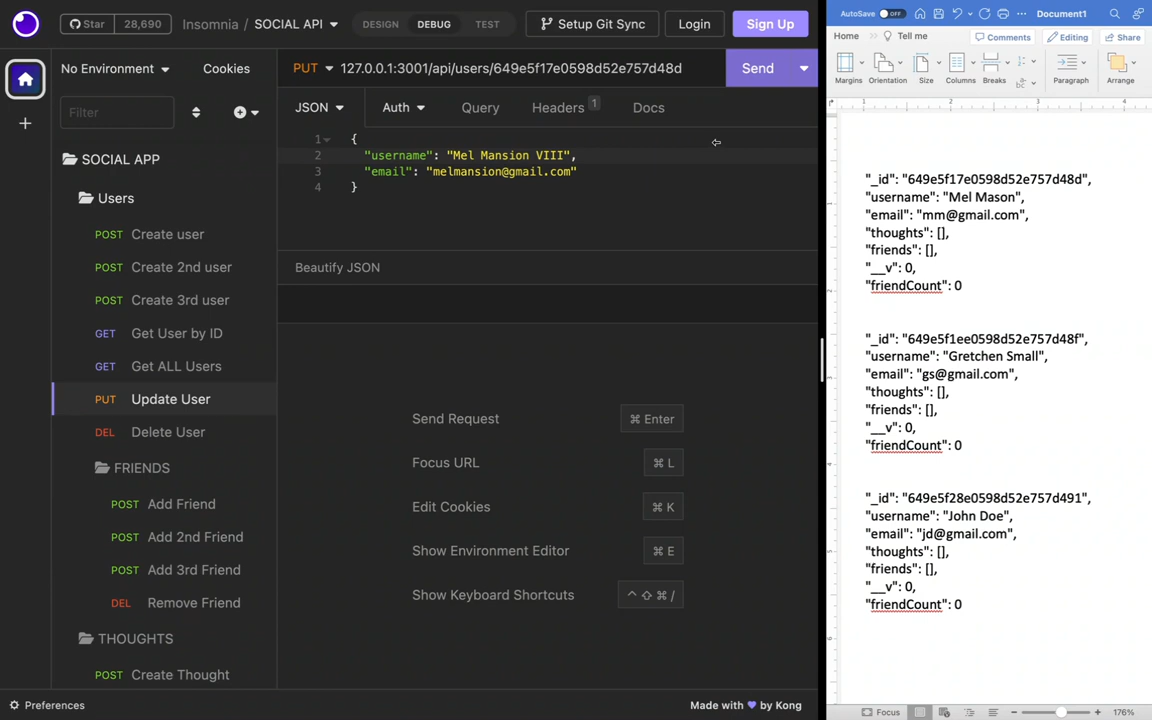 Star 28,690
Insomnia / SOCIAL API
DESIGN DEBUG TEST
Setup Git Sync
Login
Sign Up
No Environment
Cookies
Filter
SOCIAL APP
Users
POST Create user
POST Create 2nd user
POST Create 3rd user
GET Get User by ID
GET Get ALL Users
PUT Update User
DEL Delete User
FRIENDS
POST Add Friend
POST Add 2nd Friend
POST Add 3rd Friend
DEL Remove Friend
THOUGHTS
POST Create Thought
Preferences
PUT 127.0.0.1:3001/api/users/649e5f17e0598d52e757d48d
Send
JSON Auth Query Headers 1 Docs
1 {
2 "username": "Mel Mansion VIII",
3 "email": "melmansion@gmail.com"
4 }
Beautify JSON
Send Request ⌘ Enter
Focus URL ⌘ L
Edit Cookies ⌘ K
Show Environment Editor ⌘ E
Show Keyboard Shortcuts ^ ⇧ ⌘ /
Made with 💜 by Kong
AutoSave OFF ... Document1
Home >> Tell me Comments Editing Share
Margins Orientation Size Columns Breaks Paragraph Arrange
1 2 3 4
"_id": "649e5f17e0598d52e757d48d",
"username": "Mel Mason",
"email": "mm@gmail.com",
"thoughts": [],
"friends": [],
"__v": 0,
"friendCount": 0
"_id": "649e5f1ee0598d52e757d48f",
"username": "Gretchen Small",
"email": "gs@gmail.com",
"thoughts": [],
"friends": [],
"__v": 0,
"friendCount": 0
"_id": "649e5f28e0598d52e757d491",
"username": "John Doe",
"email": "jd@gmail.com",
"thoughts": [],
"friends": [],
"__v": 0,
"friendCount": 0
Focus
176%